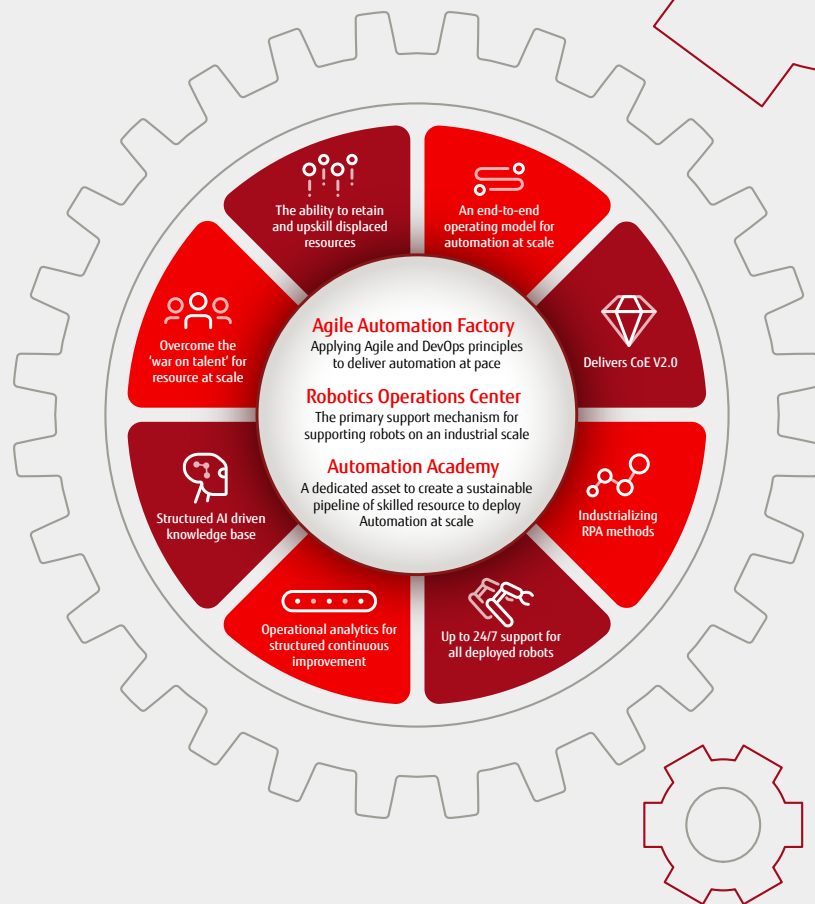 The ability to retain
and upskill displaced
resources
An end-to-end
operating model for
automation at scale
Delivers CoE V2.0
Industrializing
RPA methods
Up to 24/7 support for
all deployed robots
Operational analytics for
structured continuous
improvement
Structured AI driven
knowledge base
Overcome the
‘war on talent’ for
resource at scale
Agile Automation Factory
Applying Agile and DevOps principles
to deliver automation at pace
Robotics Operations Center
The primary support mechanism for
supporting robots on an industrial scale
Automation Academy
A dedicated asset to create a sustainable
pipeline of skilled resource to deploy
Automation at scale